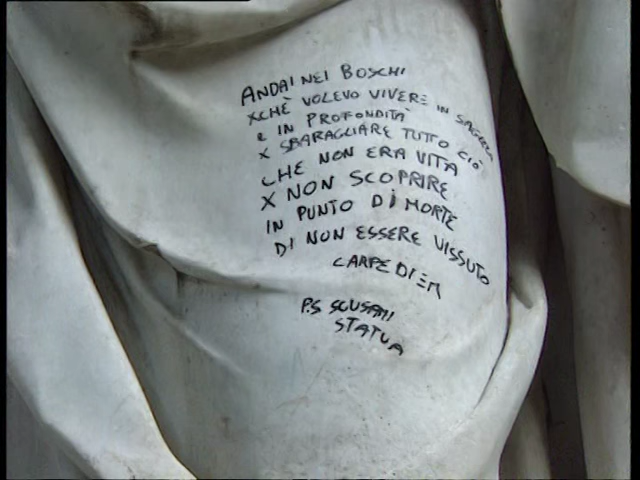 ANDAI NEI BOSCHI
XCHÈ VOLEVO VIVERE IN SAGGEZZA
E IN PROFONDITÀ
X SBARAGLIARE TUTTO CIÒ
CHE NON ERA VITA
X NON SCOPRIRE
IN PUNTO DI MORTE
DI NON ESSERE VISSUTO
CARPE DIEM
P.S SCUSAMI
STATUA